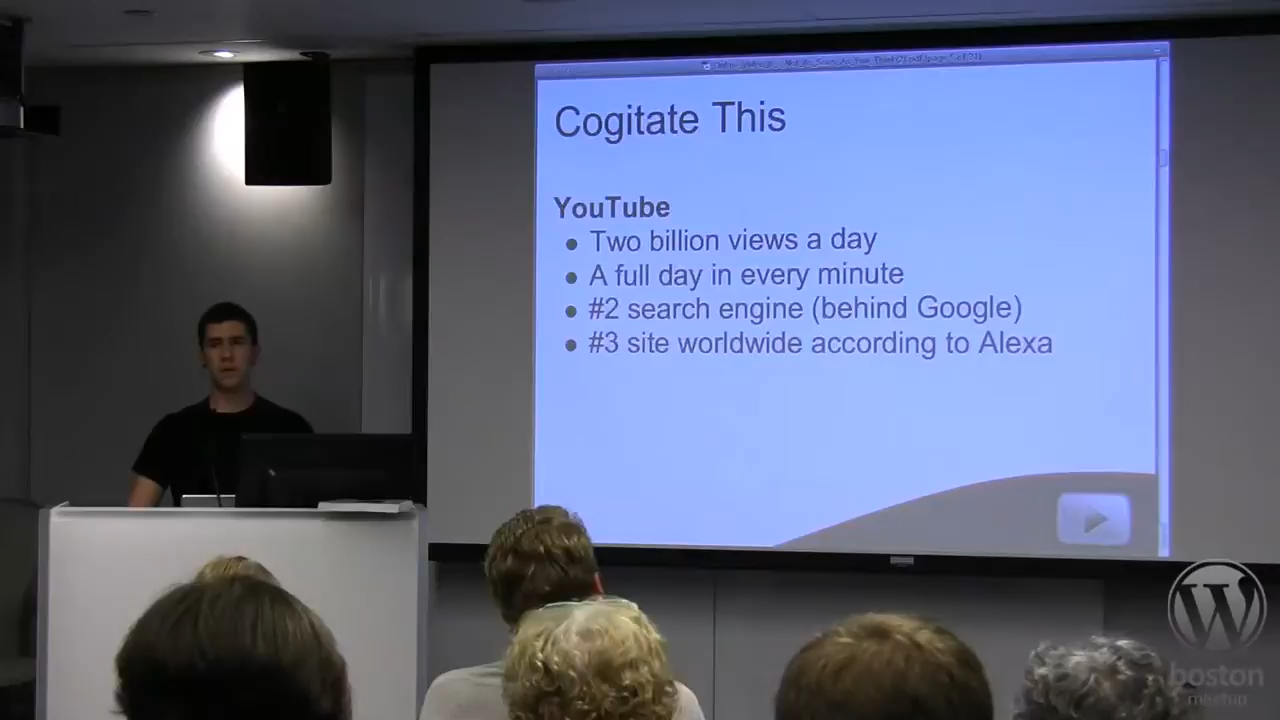 Cogitate This
YouTube
Two billion views a day
A full day in every minute
#2 search engine (behind Google)
#3 site worldwide according to Alexa
boston
meetup